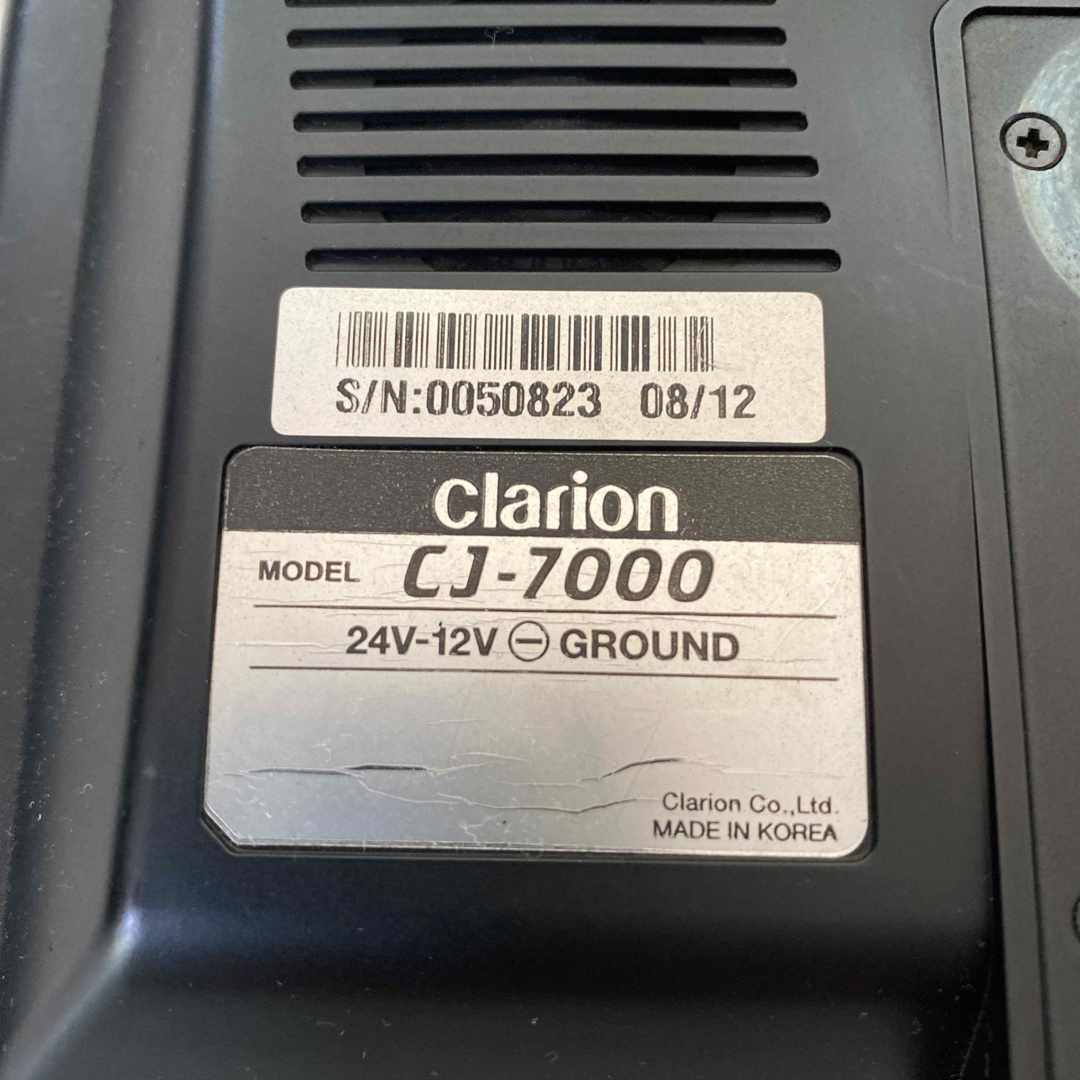 S/N:0050823 08/12
clarion
MODEL CJ-7000
24V-12V ⊖ GROUND
Clarion Co.,Ltd.
MADE IN KOREA